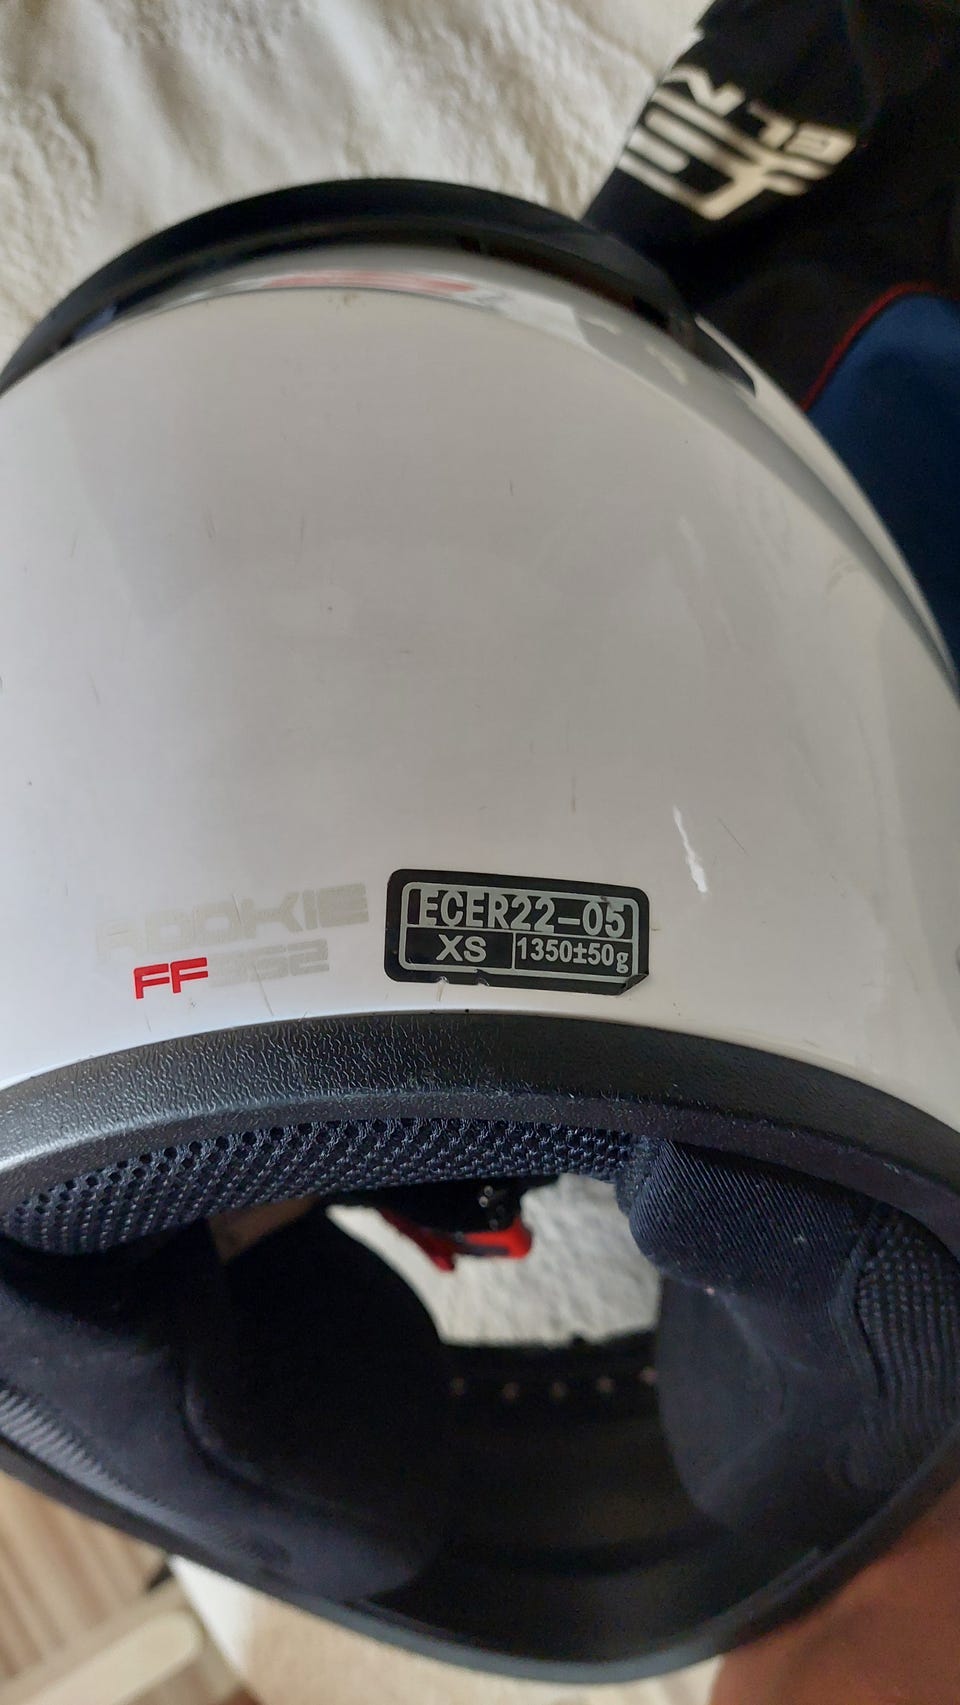 ROOKIE
FF352
ECER22-05
XS
1350±50g